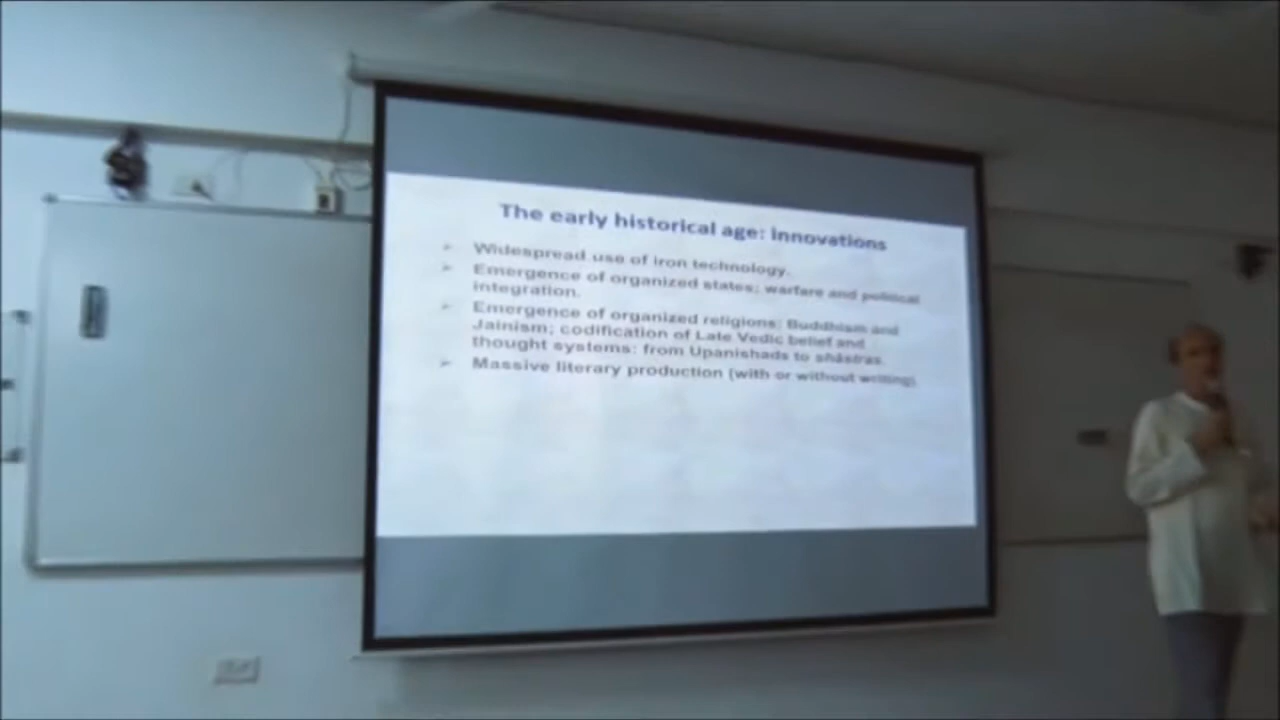 The early historical age: Innovations
➢ Widespread use of iron technology.
➢ Emergence of organized states; warfare and political
integration.
➢ Emergence of organized religions: Buddhism and
Jainism; codification of Late Vedic belief and
thought systems: from Upanishads to shāstras.
➢ Massive literary production (with or without writing).